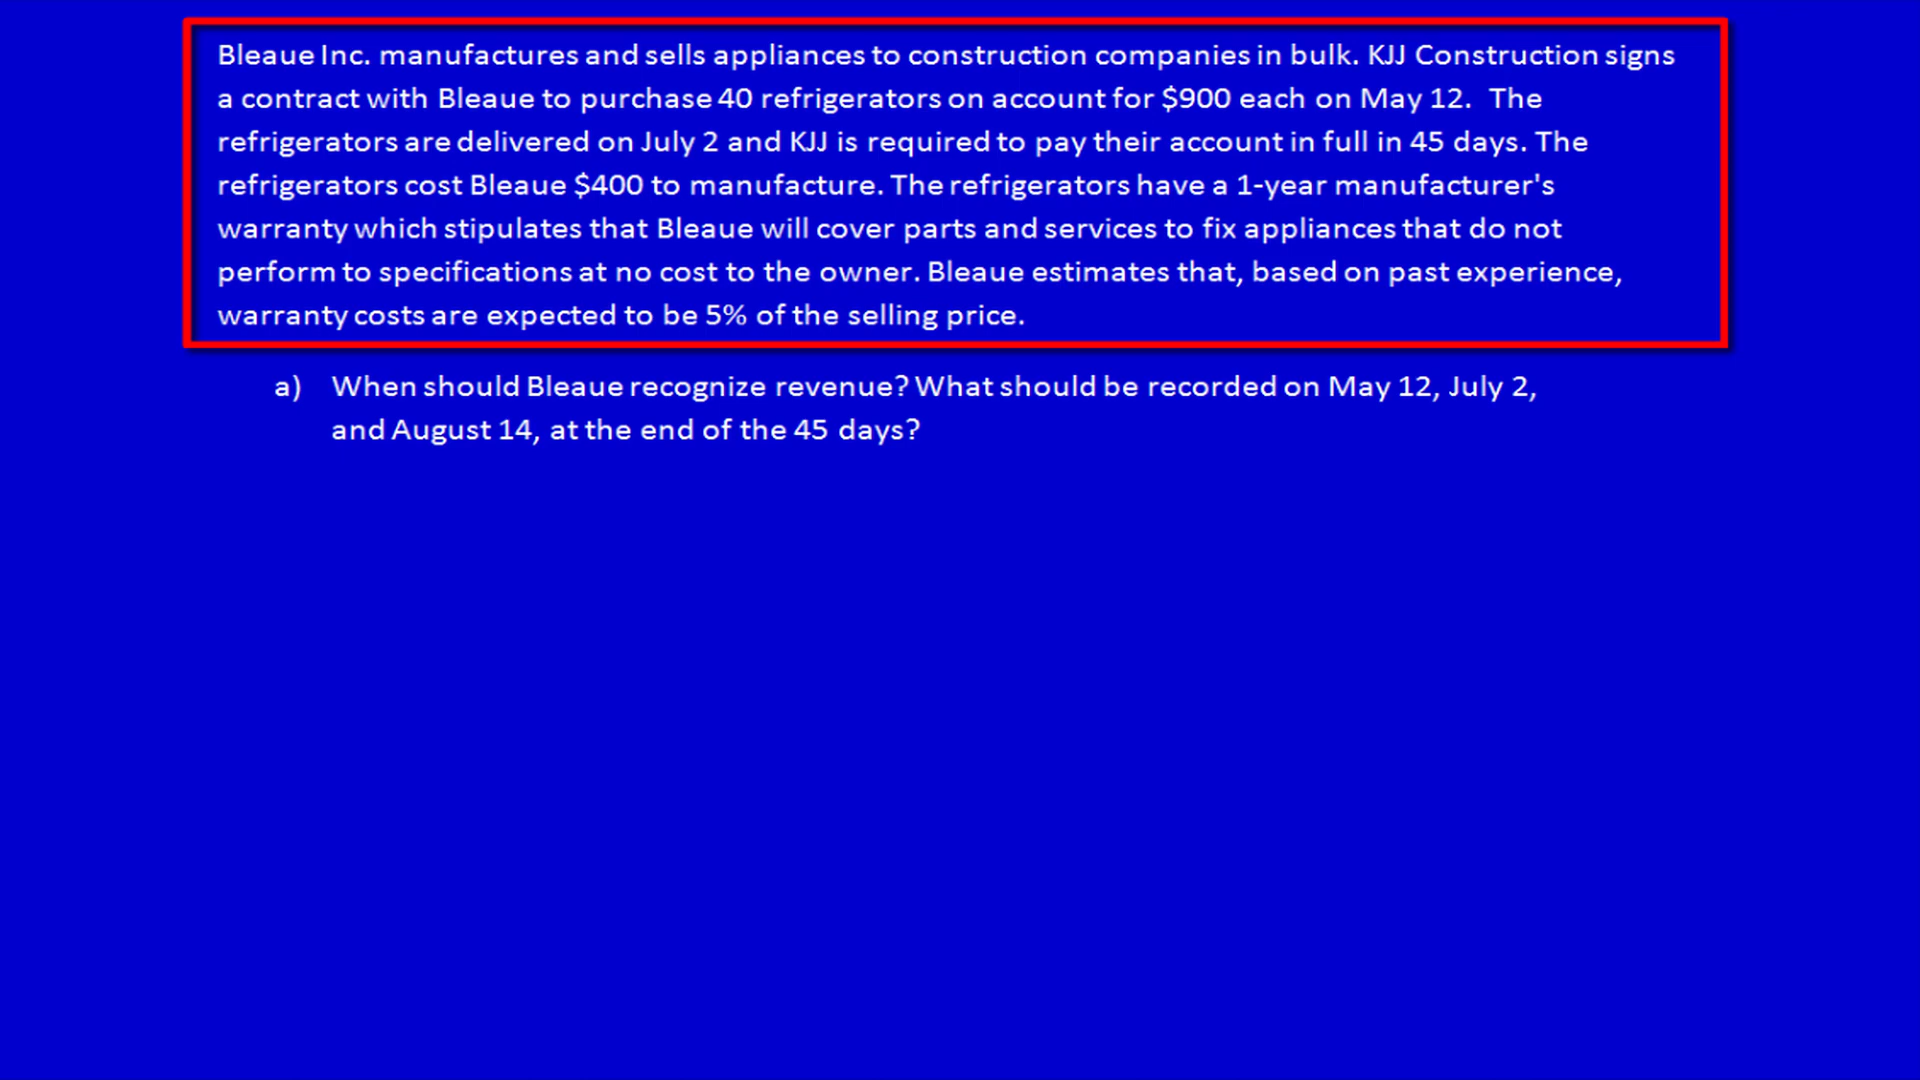 Bleaue Inc. manufactures and sells appliances to construction companies in bulk. KJJ Construction signs
a contract with Bleaue to purchase 40 refrigerators on account for $900 each on May 12. The
refrigerators are delivered on July 2 and KJJ is required to pay their account in full in 45 days. The
refrigerators cost Bleaue $400 to manufacture. The refrigerators have a 1-year manufacturer's
warranty which stipulates that Bleaue will cover parts and services to fix appliances that do not
perform to specifications at no cost to the owner. Bleaue estimates that, based on past experience,
warranty costs are expected to be 5% of the selling price.
a) When should Bleaue recognize revenue? What should be recorded on May 12, July 2,
and August 14, at the end of the 45 days?